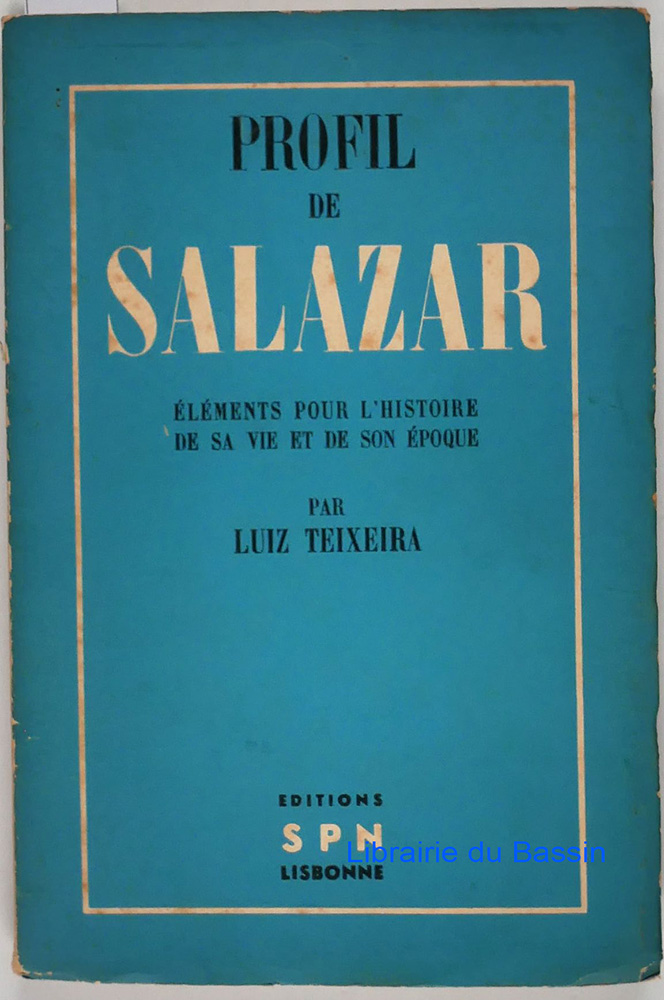 PROFIL
DE
SALAZAR
ÉLÉMENTS POUR L'HISTOIRE
DE SA VIE ET DE SON ÉPOQUE
PAR
LUIZ TEIXEIRA
EDITIONS
SPN
Librairie du Bassin
LISBONNE